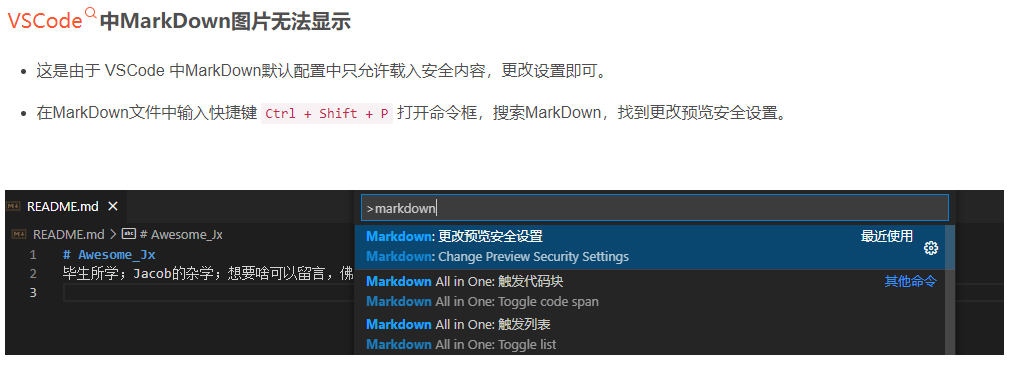 VSCode中MarkDown图片无法显示
这是由于 VSCode 中MarkDown默认配置中只允许载入安全内容，更改设置即可。
在MarkDown文件中输入快捷键 Ctrl + Shift + P 打开命令框，搜索MarkDown，找到更改预览安全设置。
README.md
README.md > # Awesome_Jx
1 # Awesome_Jx
2 毕生所学；Jacob的杂学；想要啥可以留言，佛
3
>markdown
Markdown: 更改预览安全设置 最近使用
Markdown: Change Preview Security Settings
Markdown All in One: 触发代码块 其他命令
Markdown All in One: Toggle code span
Markdown All in One: 触发列表
Markdown All in One: Toggle list